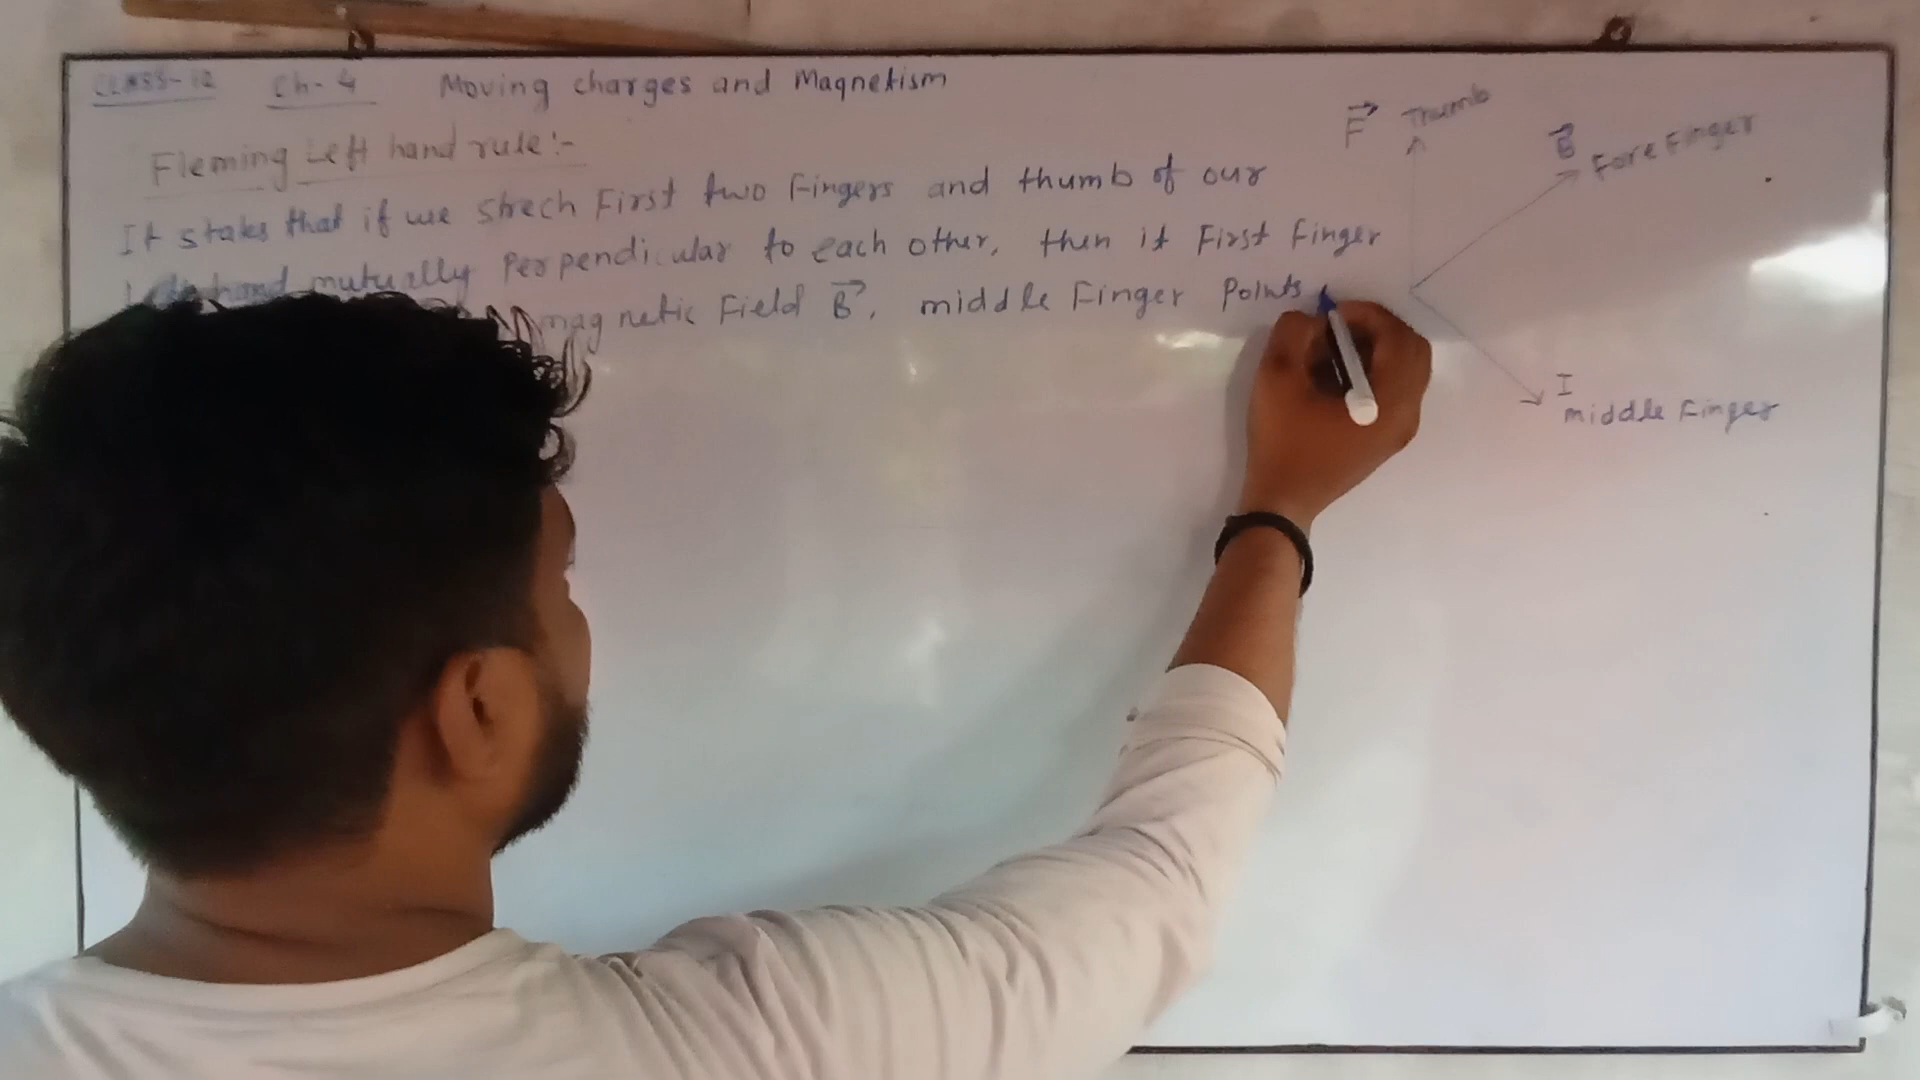 CLASS-12 Ch-4 Moving charges and Magnetism
Fleming Left hand rule:-
It states that if we strech First two Fingers and thumb of our
hand mutually Perpendicular to each other, then if First Finger
magnetic Field B⃗, middle Finger Points
F⃗ Thumb
B⃗ Fore Finger
I
middle Finger